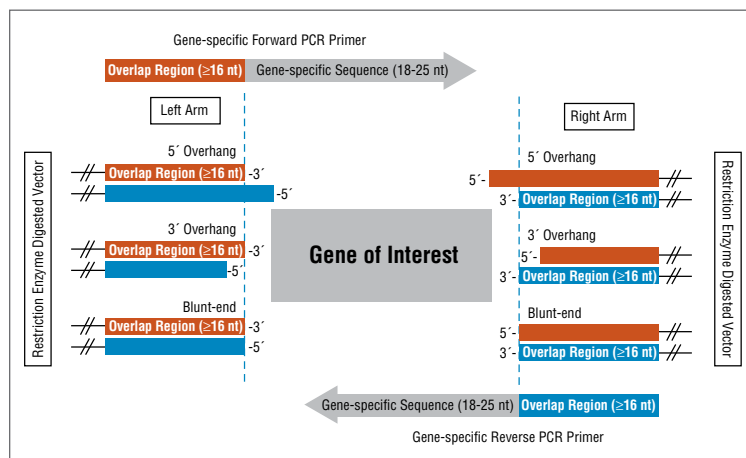 Gene-specific Forward PCR Primer
Overlap Region (≥16 nt) Gene-specific Sequence (18-25 nt)
Left Arm
Right Arm
Restriction Enzyme Digested Vector
5´ Overhang
Overlap Region (≥16 nt) -3´
-5´
3´ Overhang
Overlap Region (≥16 nt) -3´
-5´
Blunt-end
Overlap Region (≥16 nt) -3´
-5´
Gene of Interest
5´ Overhang
5´-
3´- Overlap Region (≥16 nt)
3´ Overhang
5´-
3´- Overlap Region (≥16 nt)
Blunt-end
5´-
3´- Overlap Region (≥16 nt)
Restriction Enzyme Digested Vector
Gene-specific Sequence (18-25 nt) Overlap Region (≥16 nt)
Gene-specific Reverse PCR Primer